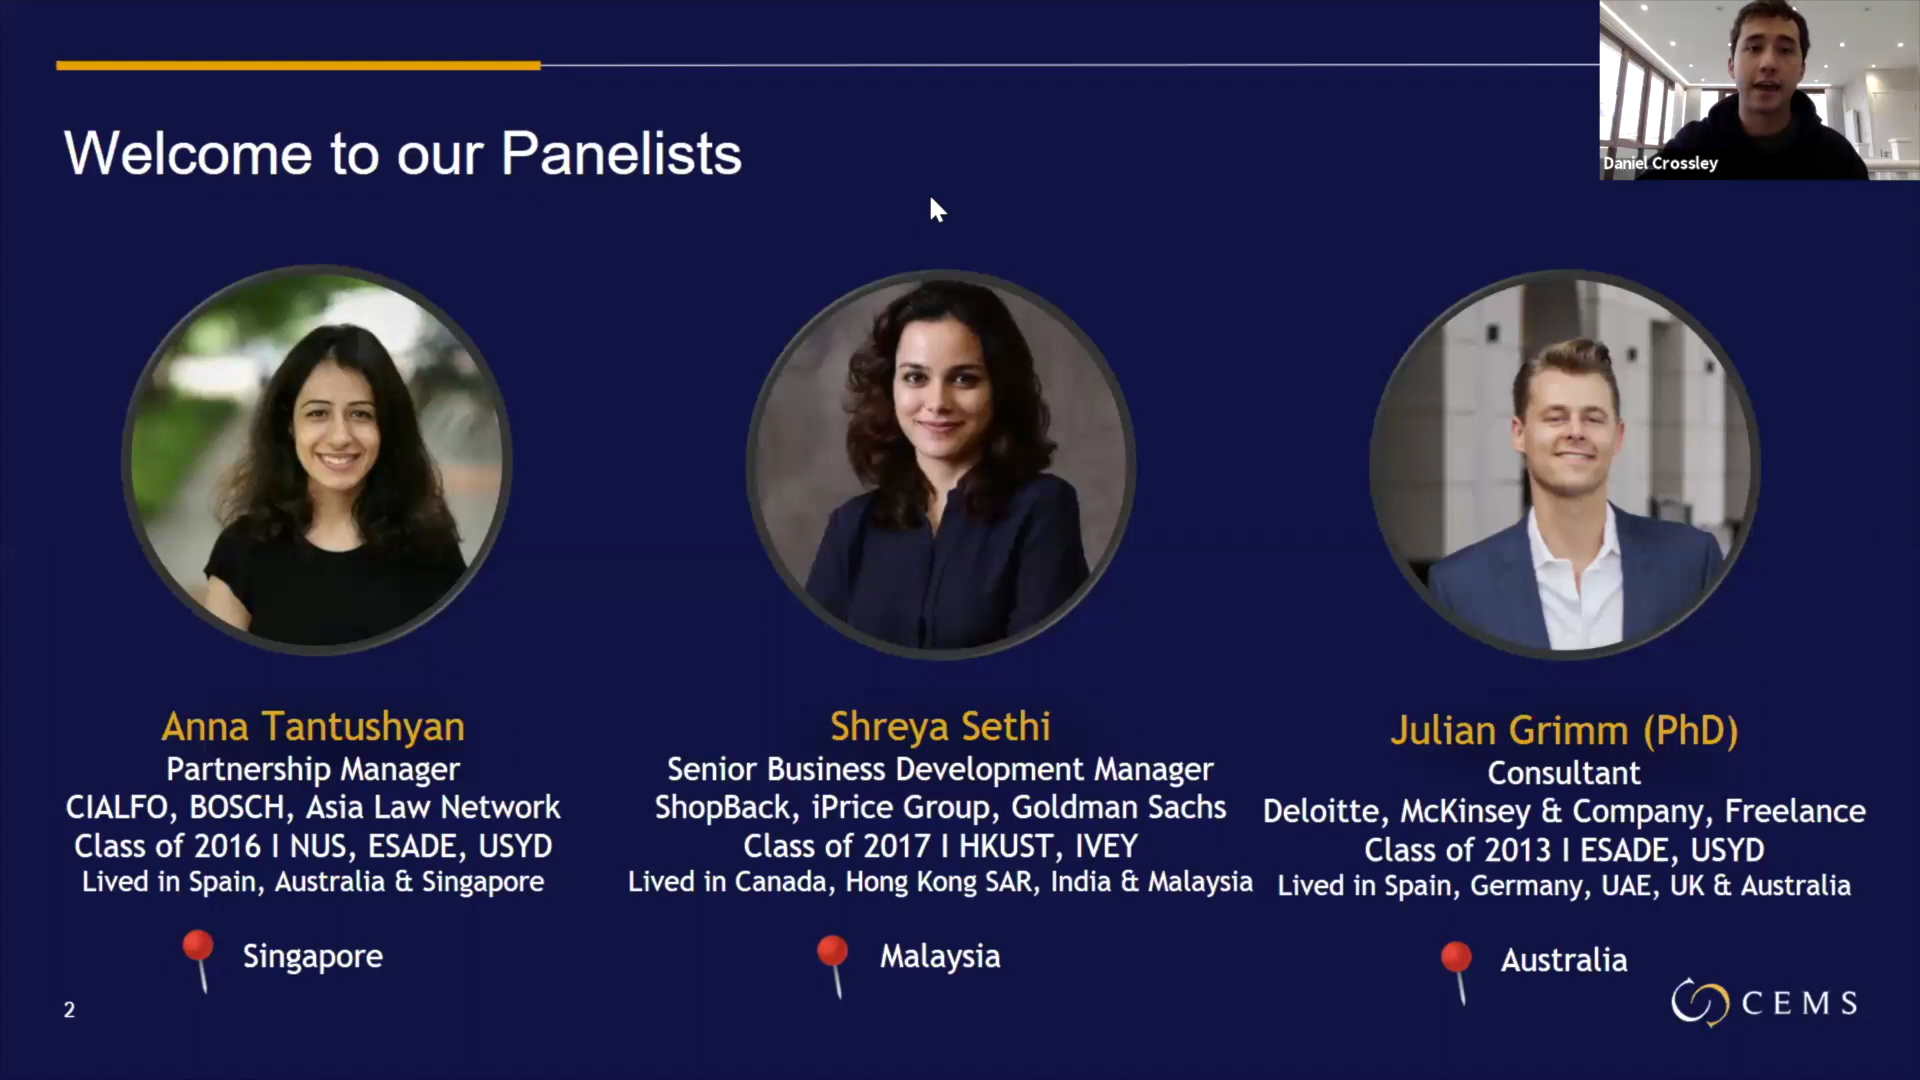 Welcome to our Panelists
Daniel Crossley
Anna Tantushyan
Partnership Manager
CIALFO, BOSCH, Asia Law Network
Class of 2016 I NUS, ESADE, USYD
Lived in Spain, Australia & Singapore
Singapore
Shreya Sethi
Senior Business Development Manager
ShopBack, iPrice Group, Goldman Sachs
Class of 2017 I HKUST, IVEY
Lived in Canada, Hong Kong SAR, India & Malaysia
Malaysia
Julian Grimm (PhD)
Consultant
Deloitte, McKinsey & Company, Freelance
Class of 2013 I ESADE, USYD
Lived in Spain, Germany, UAE, UK & Australia
Australia
2
CEMS